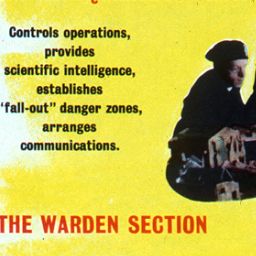 Controls operations,
provides
scientific intelligence,
establishes
'fall-out" danger zones,
arranges
communications.
THE WARDEN SECTION